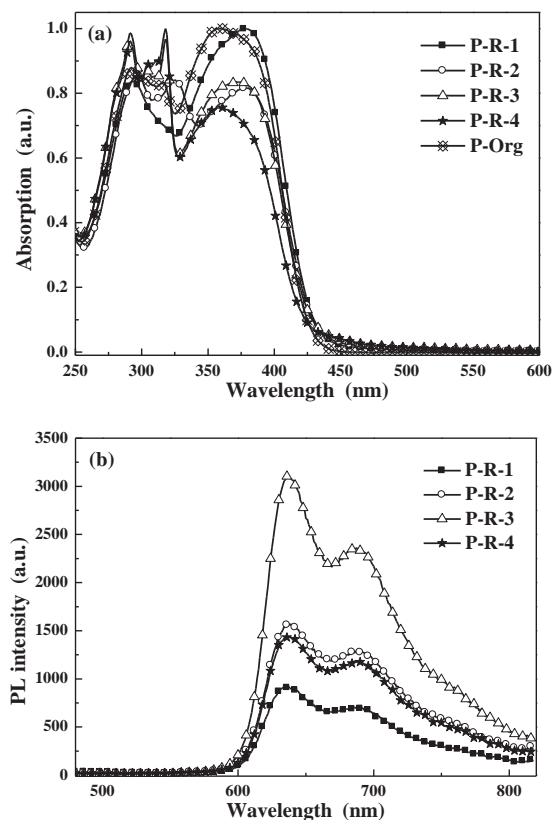 (a)
P-R-1
P-R-2
P-R-3
P-R-4
P-Org
Absorption (a.u.)
1.0
0.8
0.6
0.4
0.2
0.0
250 300 350 400 450 500 550 600
Wavelength (nm)
(b)
P-R-1
P-R-2
P-R-3
P-R-4
PL intensity (a.u.)
3500
3000
2500
2000
1500
1000
500
0
500 600 700 800
Wavelength (nm)